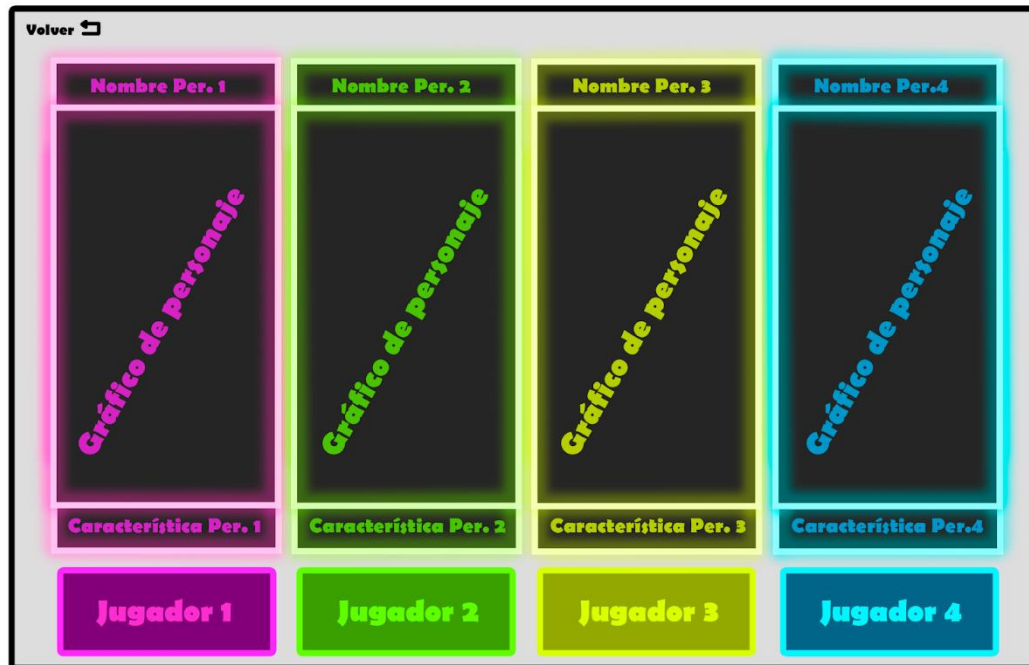 Volver
Nombre Per. 1
Nombre Per. 2
Nombre Per. 3
Nombre Per.4
Gráfico de personaje
Gráfico de personaje
Gráfico de personaje
Gráfico de personaje
Característica Per. 1
Característica Per. 2
Característica Per. 3
Característica Per.4
Jugador 1
Jugador 2
Jugador 3
Jugador 4